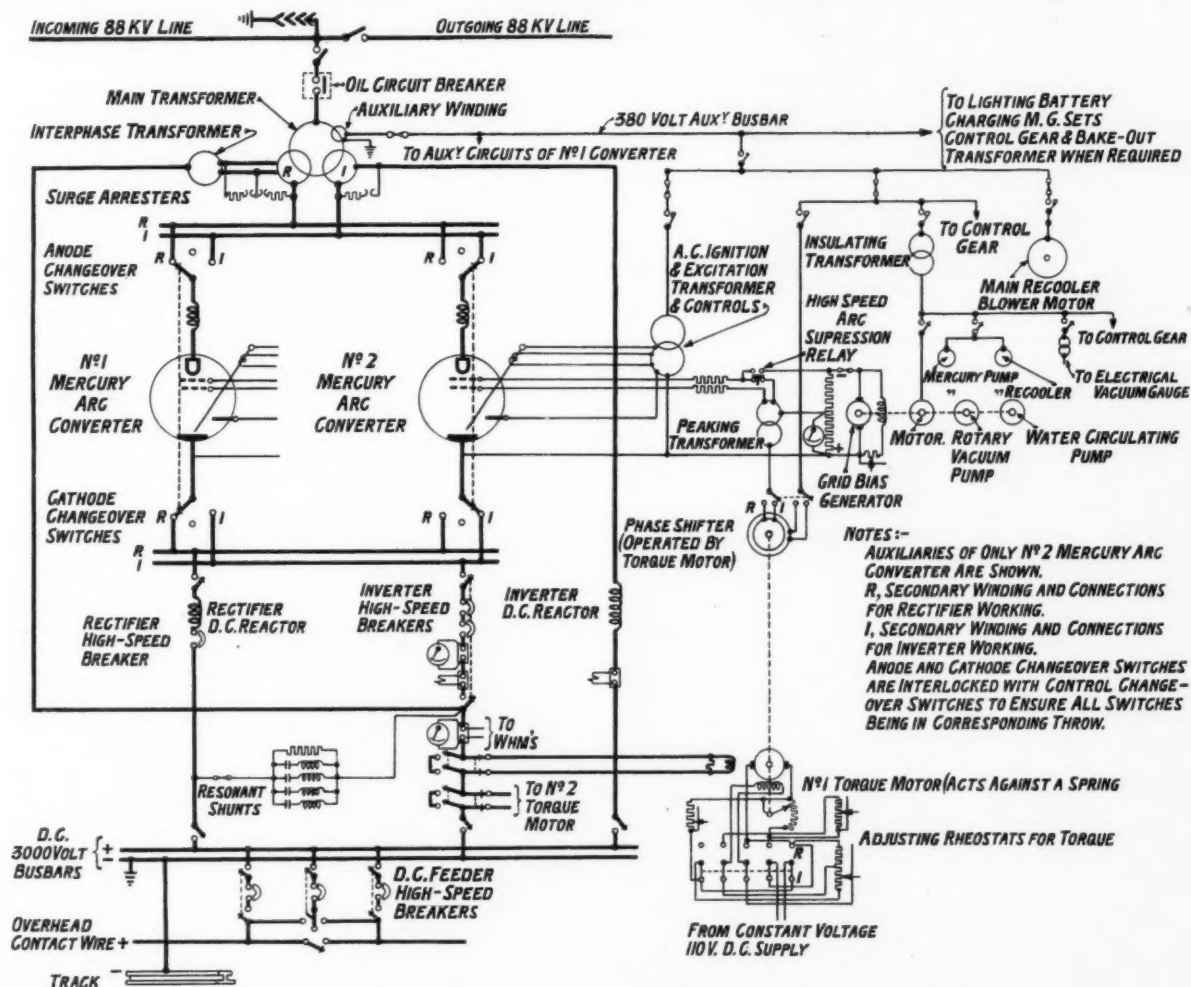 INCOMING 88 KV LINE
OUTGOING 88 KV LINE
OIL CIRCUIT BREAKER
MAIN TRANSFORMER
AUXILIARY WINDING
INTERPHASE TRANSFORMER
380 VOLT AUXY BUSBAR
TO LIGHTING BATTERY
CHARGING M.G. SETS
CONTROL GEAR & BAKE-OUT
TRANSFORMER WHEN REQUIRED
TO AUXY CIRCUITS OF No1 CONVERTER
R
I
SURGE ARRESTERS
R
I
ANODE
CHANGEOVER
SWITCHES
R
I
R
I
A.C. IGNITION
& EXCITATION
TRANSFORMER
& CONTROLS
INSULATING
TRANSFORMER
TO CONTROL
GEAR
MAIN RECOOLER
BLOWER MOTOR
HIGH SPEED
ARC
SUPRESSION
RELAY
TO CONTROL GEAR
No1
MERCURY
ARC
CONVERTER
No2
MERCURY
ARC
CONVERTER
MERCURY PUMP
" RECOOLER
TO ELECTRICAL
VACUUM GAUGE
PEAKING
TRANSFORMER
-
+
MOTOR.
ROTARY
VACUUM
PUMP
WATER CIRCULATING
PUMP
GRID BIAS
GENERATOR
CATHODE
CHANGEOVER
SWITCHES
R
I
R
I
R
I
R
I
PHASE SHIFTER
(OPERATED BY
TORQUE MOTOR)
NOTES:-
AUXILIARIES OF ONLY No2 MERCURY ARC
CONVERTER ARE SHOWN.
R, SECONDARY WINDING AND CONNECTIONS
FOR RECTIFIER WORKING.
I, SECONDARY WINDING AND CONNECTIONS
FOR INVERTER WORKING.
ANODE AND CATHODE CHANGEOVER SWITCHES
ARE INTERLOCKED WITH CONTROL CHANGE-
OVER SWITCHES TO ENSURE ALL SWITCHES
BEING IN CORRESPONDING THROW.
RECTIFIER
D.C. REACTOR
RECTIFIER
HIGH-SPEED
BREAKER
INVERTER
HIGH-SPEED
BREAKERS
INVERTER
D.C. REACTOR
TO
WHM'S
RESONANT
SHUNTS
TO No2
TORQUE
MOTOR
No1 TORQUE MOTOR (ACTS AGAINST A SPRING
ADJUSTING RHEOSTATS FOR TORQUE
R
I
D.C.
3000 VOLT
BUSBARS
+
-
D.C. FEEDER
HIGH-SPEED
BREAKERS
OVERHEAD
CONTACT WIRE +
FROM CONSTANT VOLTAGE
110 V. D.C. SUPPLY
TRACK -